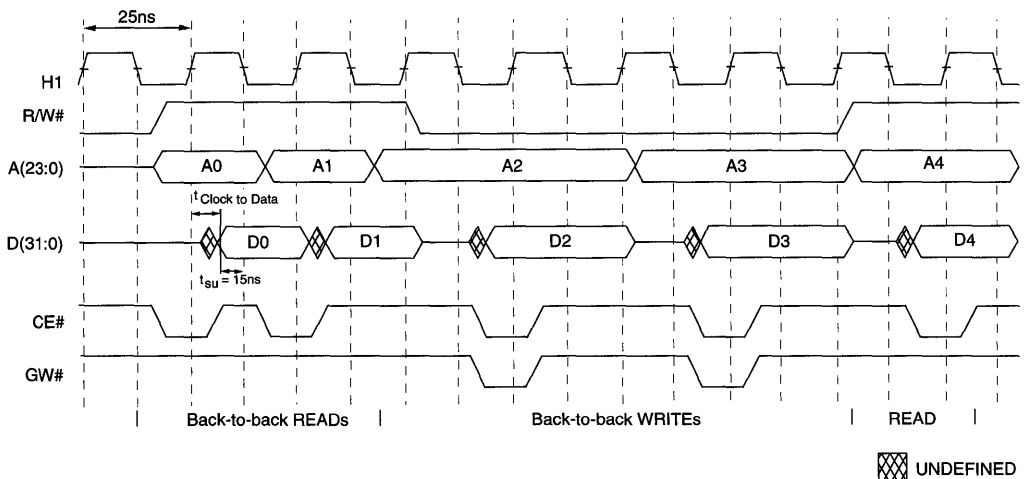 25ns
H1
R/W#
A(23:0)
A0
A1
A2
A3
A4
t Clock to Data
D(31:0)
D0
D1
D2
D3
D4
tsu = 15ns
CE#
GW#
Back-to-back READs
Back-to-back WRITEs
READ
UNDEFINED